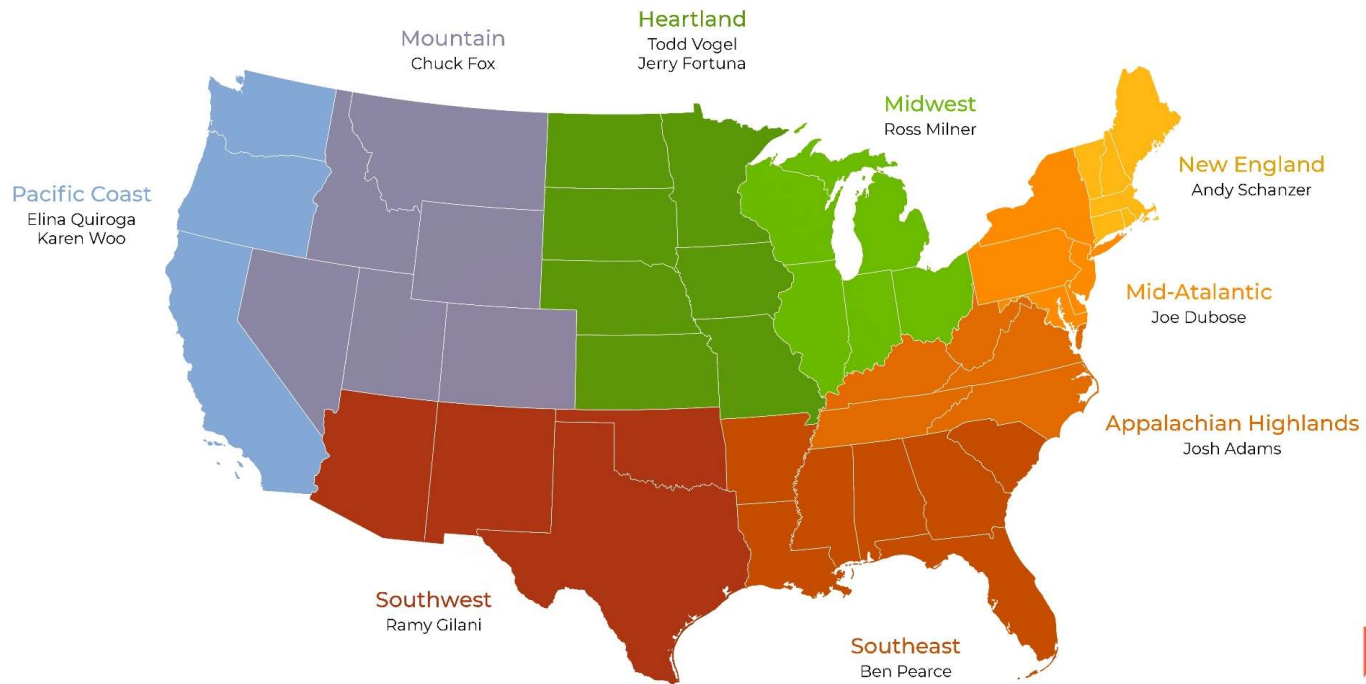 Heartland
Todd Vogel
Jerry Fortuna
Mountain
Chuck Fox
Midwest
Ross Milner
New England
Andy Schanzer
Pacific Coast
Elina Quiroga
Karen Woo
Mid-Atalantic
Joe Dubose
Appalachian Highlands
Josh Adams
Southwest
Ramy Gilani
Southeast
Ben Pearce